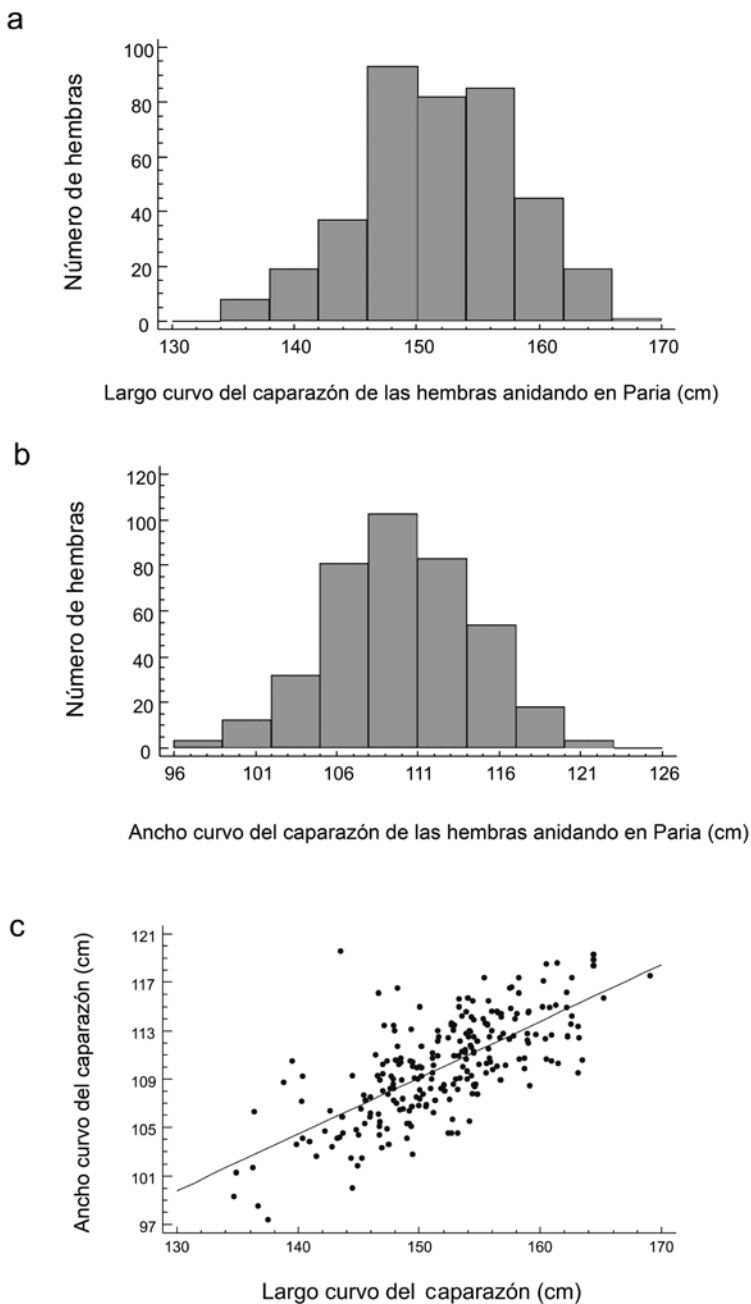 a
Número de hembras
100
80
60
40
20
0
130 140 150 160 170
Largo curvo del caparazón de las hembras anidando en Paria (cm)
b
Número de hembras
120
100
80
60
40
20
0
96 101 106 111 116 121 126
Ancho curvo del caparazón de las hembras anidando en Paria (cm)
c
Ancho curvo del caparazón (cm)
121
117
113
109
105
101
97
130 140 150 160 170
Largo curvo del caparazón (cm)